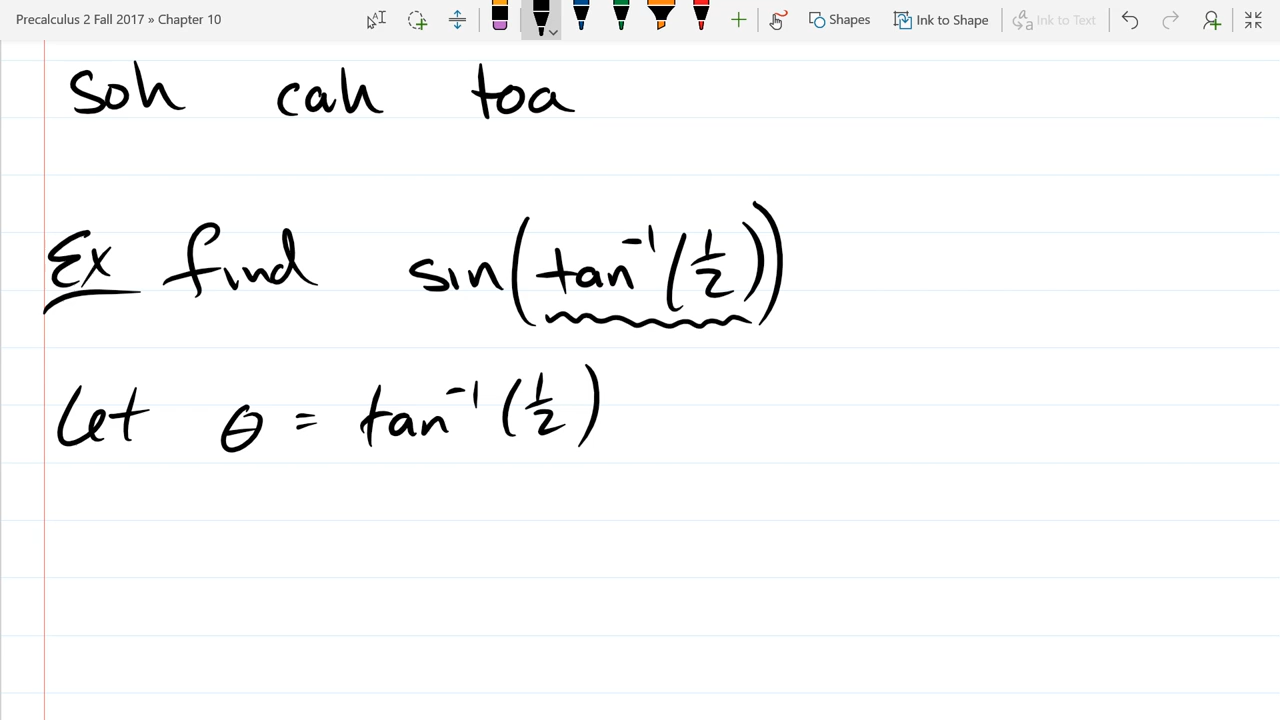 Precalculus 2 Fall 2017 » Chapter 10 Shapes Ink to Shape Ink to Text
soh cah toa
Ex find sin(tan⁻¹(1/2))
Let θ = tan⁻¹(1/2)